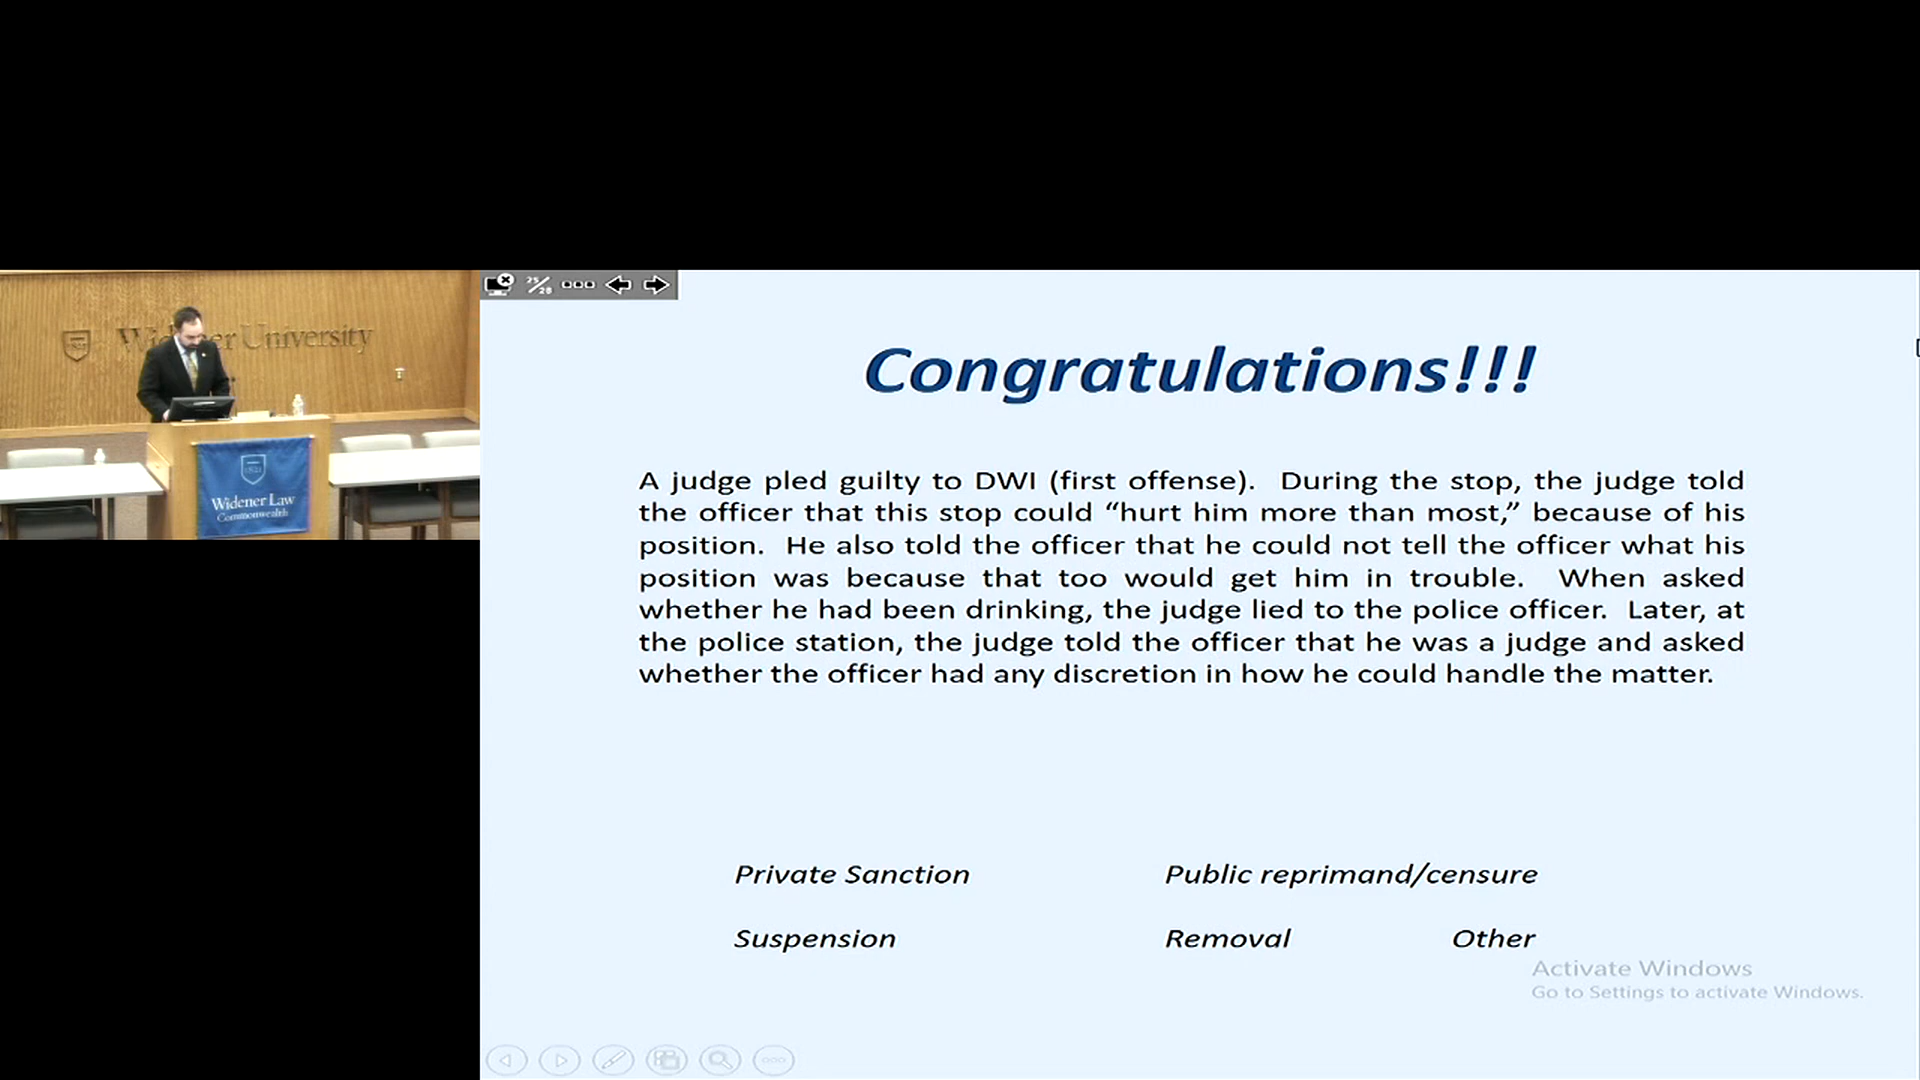 25/28
Widener University
1821
Widener Law
Commonwealth
Congratulations!!!
A judge pled guilty to DWI (first offense). During the stop, the judge told
the officer that this stop could “hurt him more than most,” because of his
position. He also told the officer that he could not tell the officer what his
position was because that too would get him in trouble. When asked
whether he had been drinking, the judge lied to the police officer. Later, at
the police station, the judge told the officer that he was a judge and asked
whether the officer had any discretion in how he could handle the matter.
Private Sanction
Public reprimand/censure
Suspension
Removal
Other
Activate Windows
Go to Settings to activate Windows.